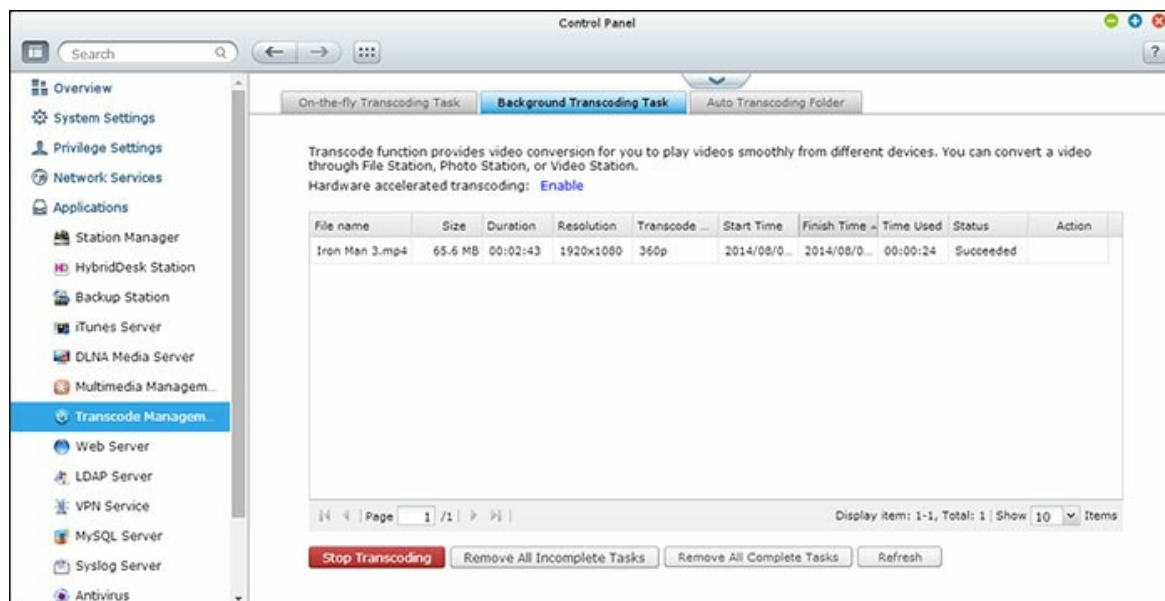 Control Panel
Search
?
Overview
System Settings
Privilege Settings
Network Services
Applications
Station Manager
HD HybridDesk Station
Backup Station
iTunes Server
DLNA Media Server
Multimedia Managem...
Transcode Managem...
Web Server
LDAP Server
VPN Service
MySQL Server
Syslog Server
Antivirus
On-the-fly Transcoding Task Background Transcoding Task Auto Transcoding Folder
Transcode function provides video conversion for you to play videos smoothly from different devices. You can convert a video
through File Station, Photo Station, or Video Station.
Hardware accelerated transcoding: Enable
File name Size Duration Resolution Transcode ... Start Time Finish Time Time Used Status Action
Iron Man 3.mp4 65.6 MB 00:02:43 1920x1080 360p 2014/08/0... 2014/08/0... 00:00:24 Succeeded
Page 1 /1 Display item: 1-1, Total: 1 Show 10 Items
Stop Transcoding Remove All Incomplete Tasks Remove All Complete Tasks Refresh